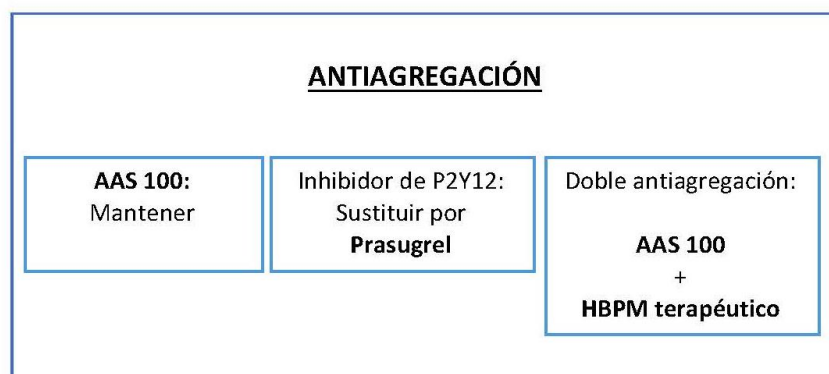 ANTIAGREGACIÓN
AAS 100:
Mantener
Inhibidor de P2Y12:
Sustituir por
Prasugrel
Doble antiagregación:
AAS 100
+
HBPM terapéutico